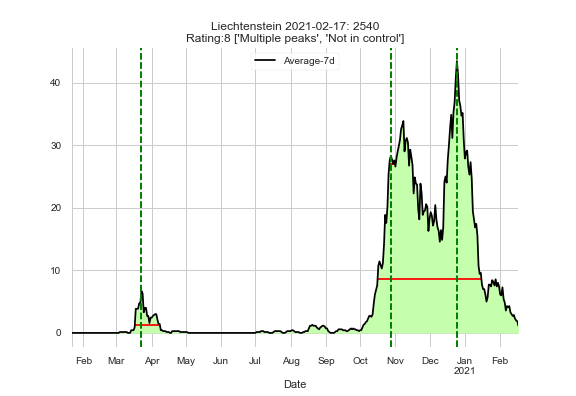 Liechtenstein 2021-02-17: 2540
Rating:8 ['Multiple peaks', 'Not in control']
Average-7d
40
30
20
10
0
Feb Mar Apr May Jun Jul Aug Sep Oct Nov Dec Jan Feb
2021
Date